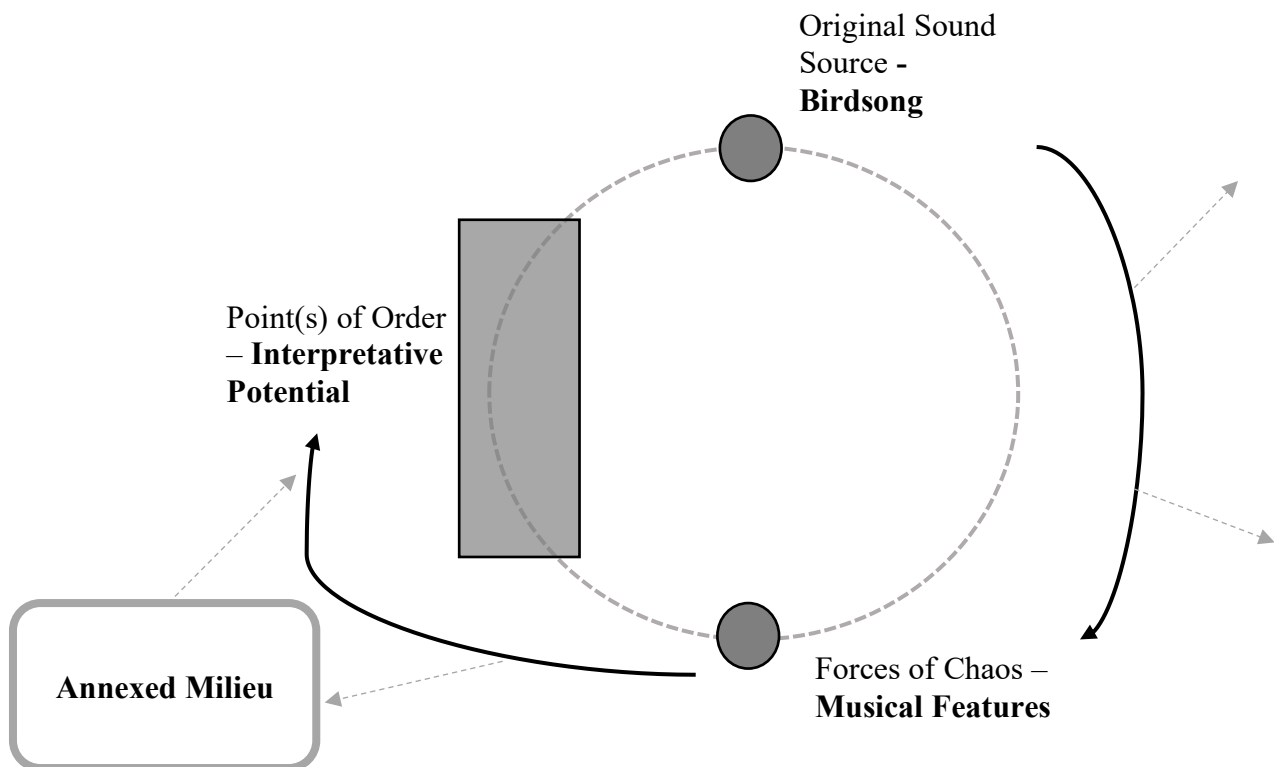 Original Sound
Source -
Birdsong
Point(s) of Order
– Interpretative
Potential
Annexed Milieu
Forces of Chaos –
Musical Features